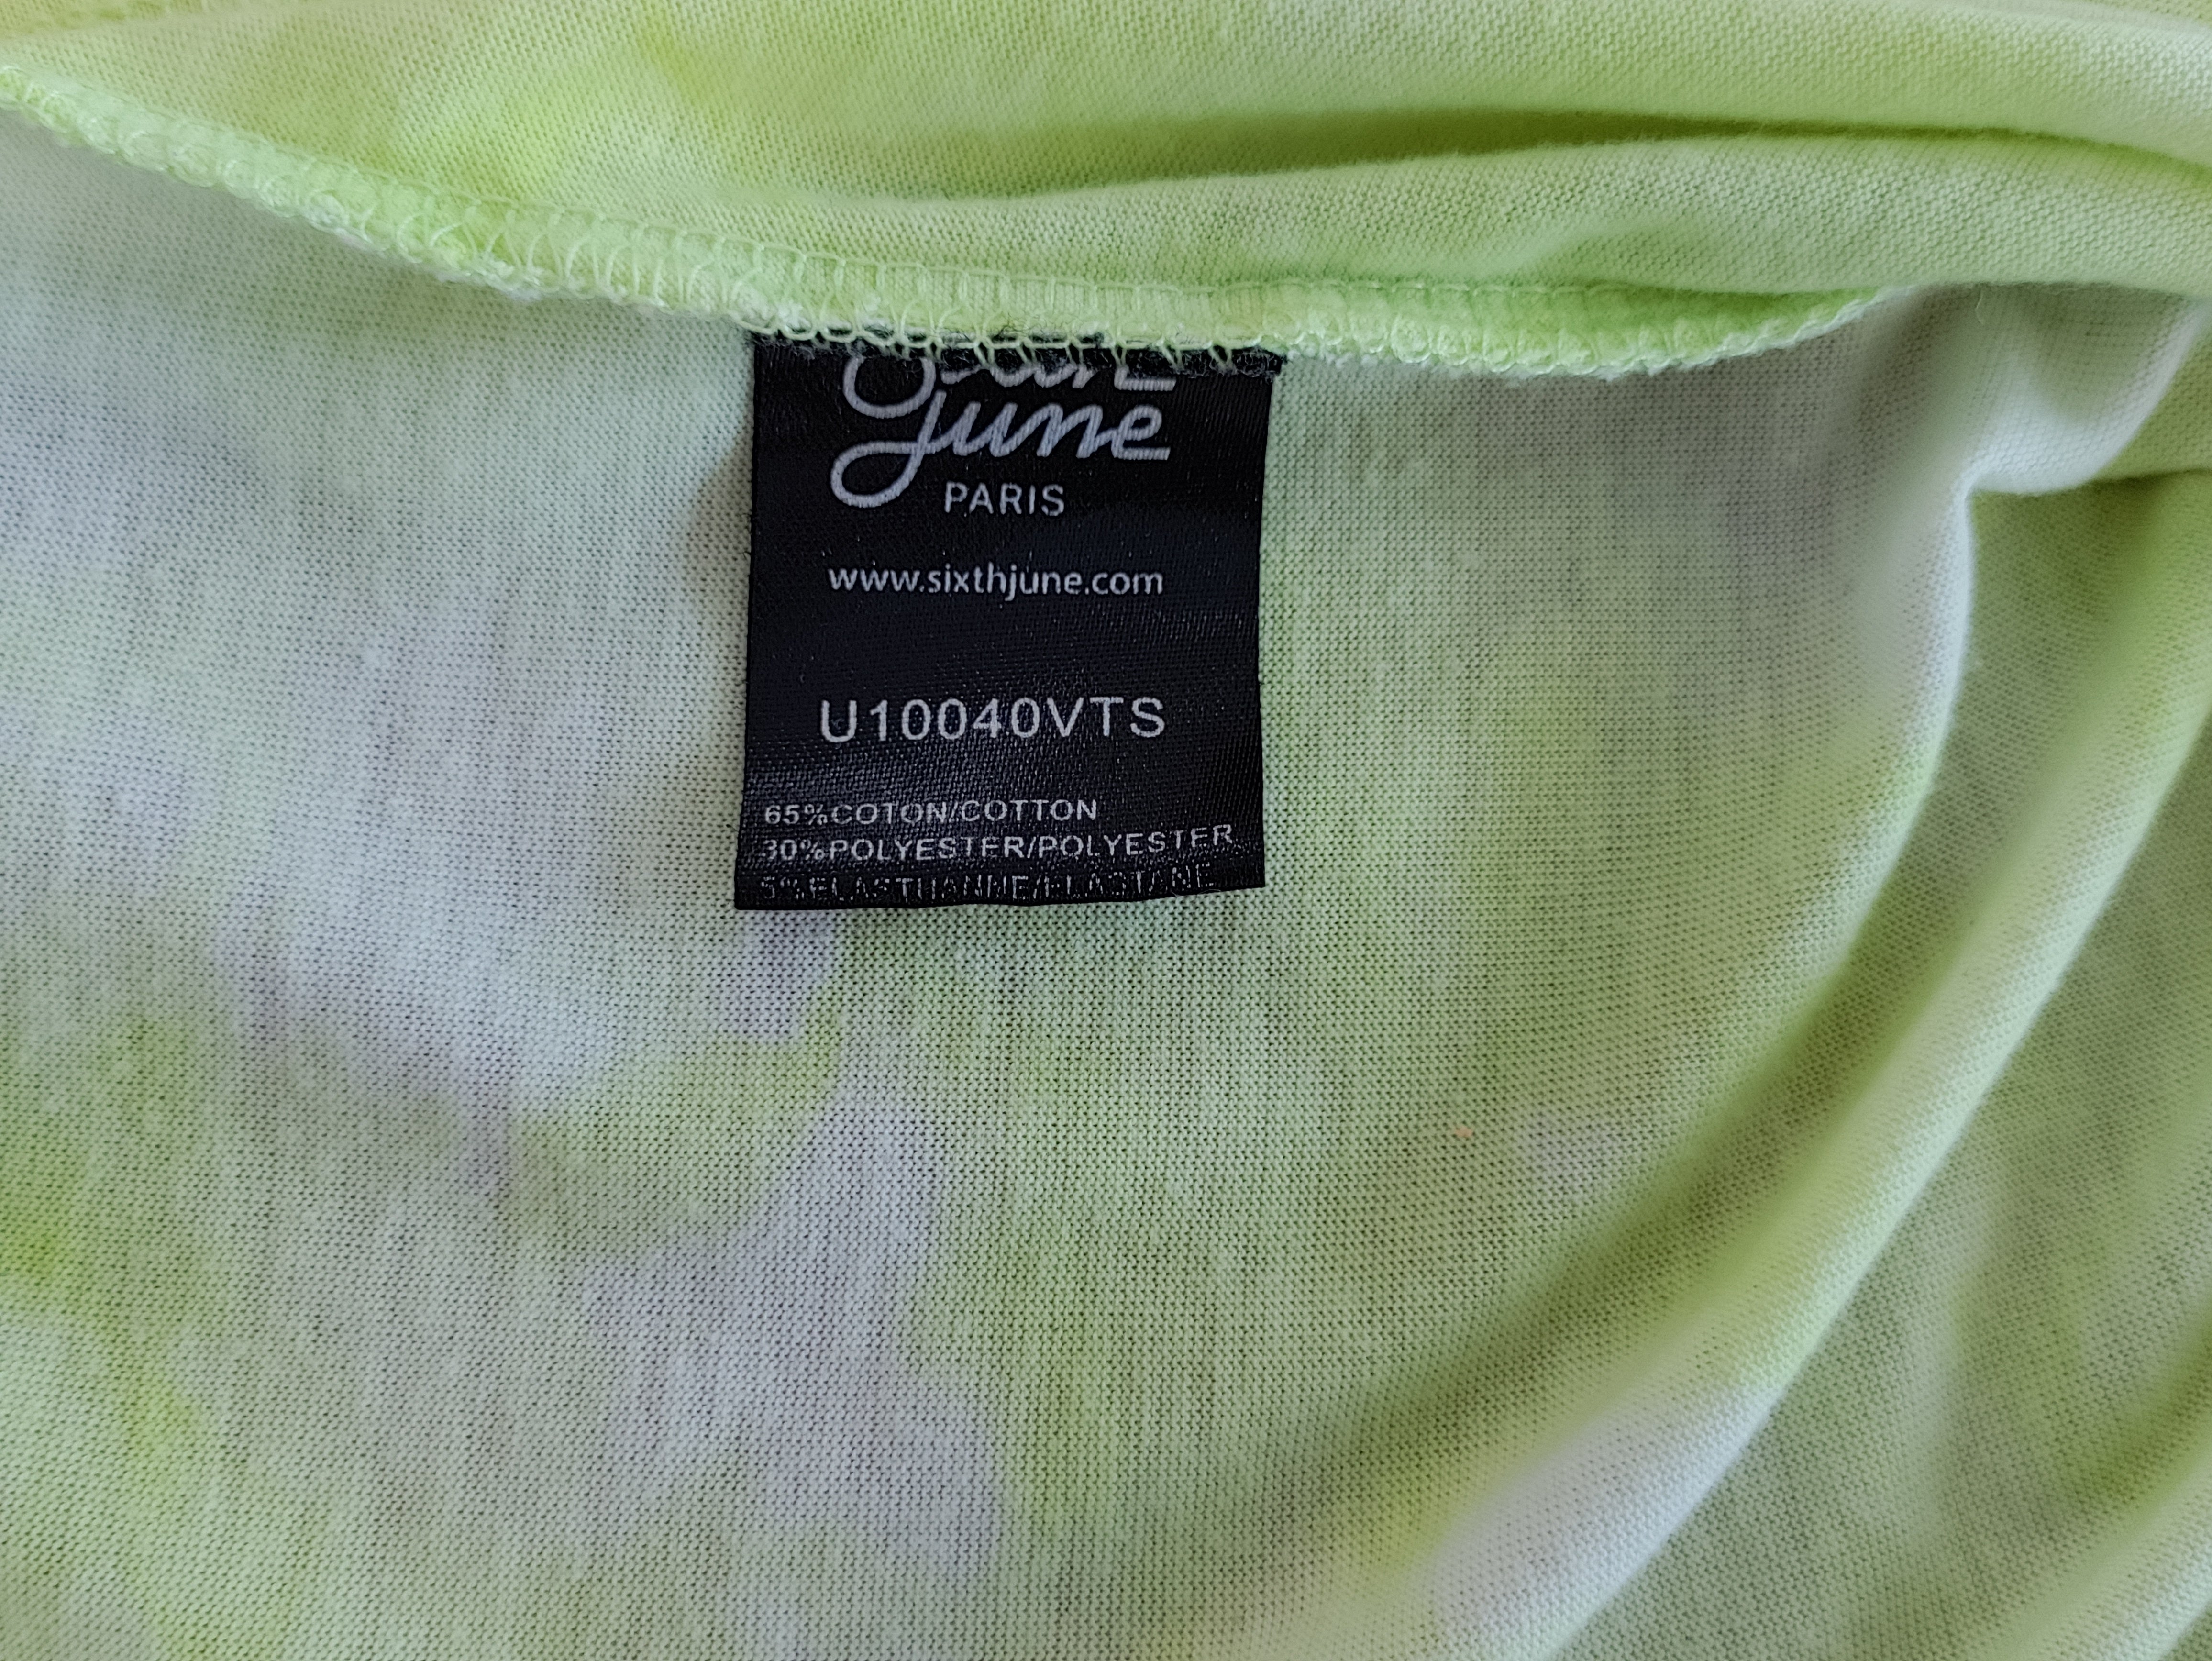 June
PARIS
www.sixthjune.com
U10040VTS
65%COTON/COTTON
30%POLYESTER/POLYESTER
5%ELASTHANNE/ELASTANE